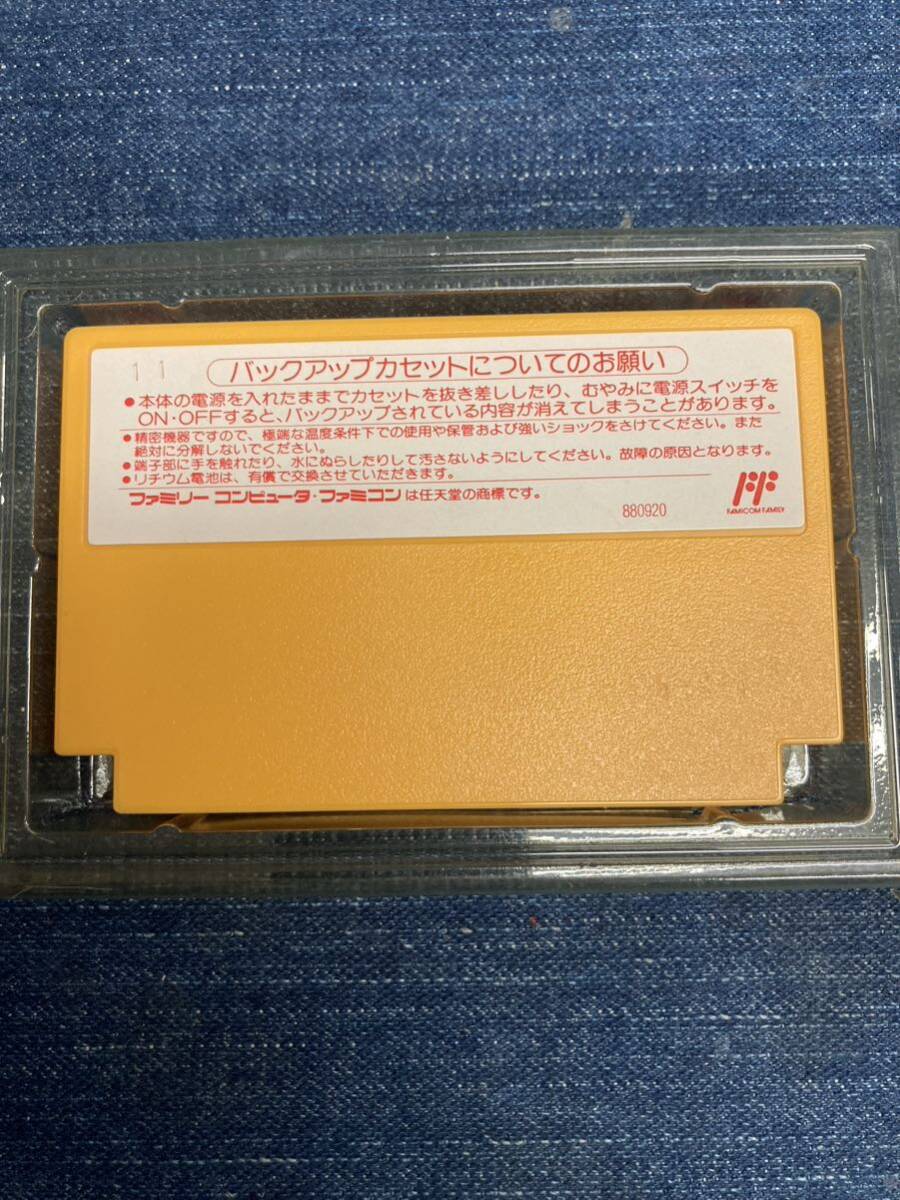 11
バックアップカセットについてのお願い
●本体の電源を入れたままでカセットを抜き差ししたり、むやみに電源スイッチを
ON・OFFすると、バックアップされている内容が消えてしまうことがあります。
●精密機器ですので、極端な温度条件下での使用や保管および強いショックをさけてください。また
絶対に分解しないでください。
●端子部に手を触れたり、水にぬらしたりして汚さないようにしてください。故障の原因となります。
●リチウム電池は、有償で交換させていただきます。
ファミリーコンピュータ・ファミコンは任天堂の商標です。
880920
FAMICOM FAMILY